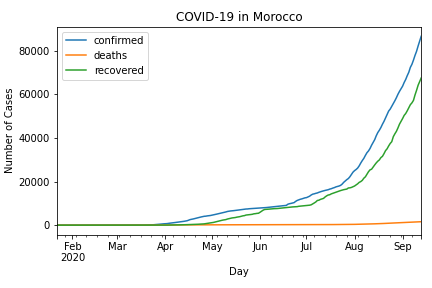 COVID-19 in Morocco
confirmed
deaths
recovered
80000
60000
40000
20000
0
Number of Cases
Feb Mar Apr May Jun Jul Aug Sep
2020
Day